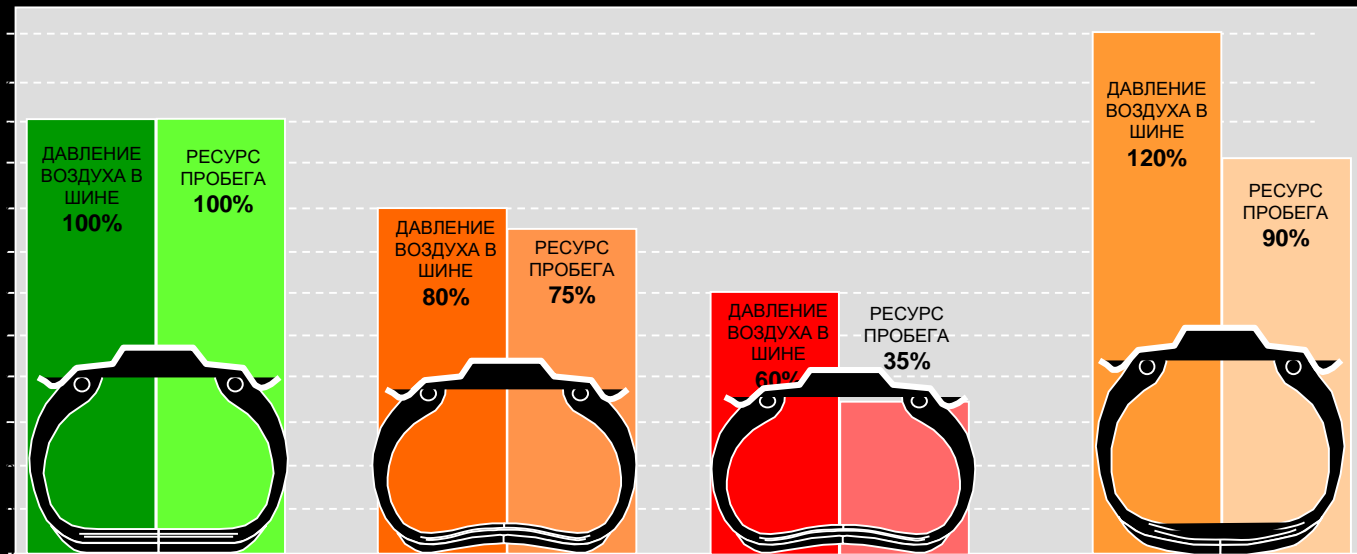 ДАВЛЕНИЕ
ВОЗДУХА В
ШИНЕ
100%
РЕСУРС
ПРОБЕГА
100%
ДАВЛЕНИЕ
ВОЗДУХА В
ШИНЕ
80%
РЕСУРС
ПРОБЕГА
75%
ДАВЛЕНИЕ
ВОЗДУХА В
ШИНЕ
60%
РЕСУРС
ПРОБЕГА
35%
ДАВЛЕНИЕ
ВОЗДУХА В
ШИНЕ
120%
РЕСУРС
ПРОБЕГА
90%